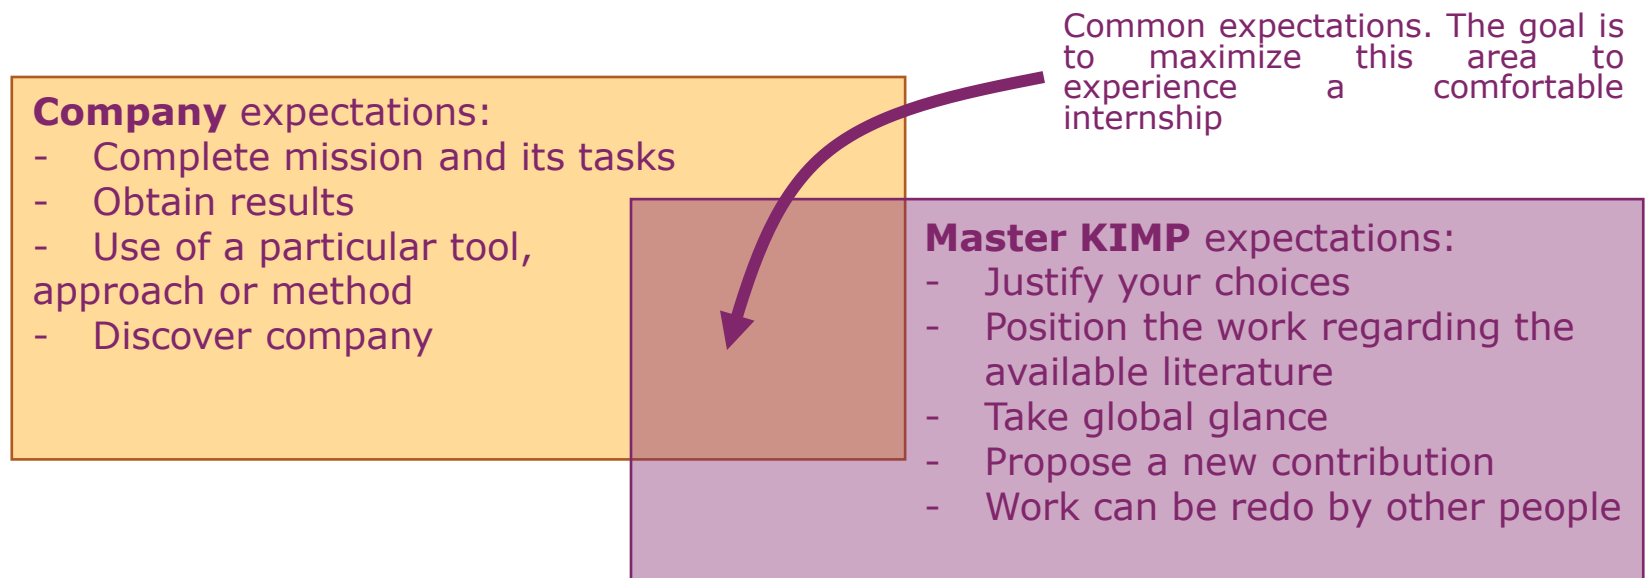 Common expectations. The goal is
to maximize this area to
experience a comfortable
internship
Company expectations:
- Complete mission and its tasks
- Obtain results
- Use of a particular tool,
approach or method
- Discover company
Master KIMP expectations:
- Justify your choices
- Position the work regarding the
available literature
- Take global glance
- Propose a new contribution
- Work can be redo by other people